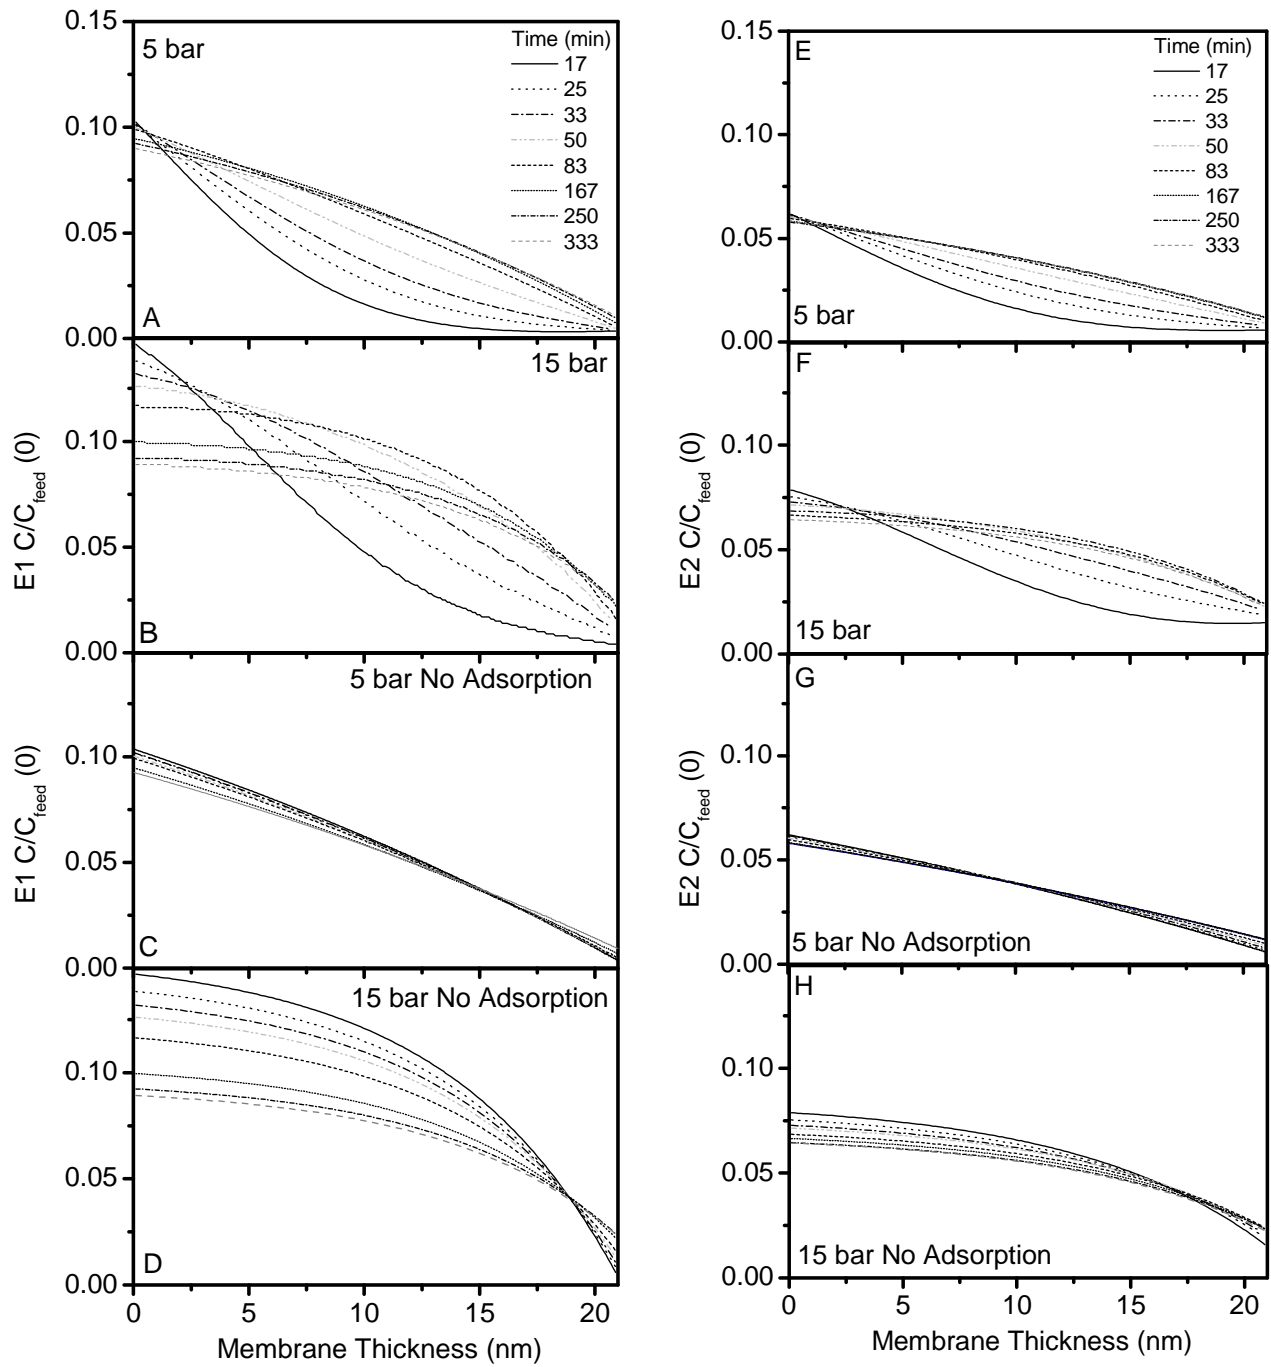 0.15
5 bar
Time (min)
17
25
33
50
83
167
250
333
0.10
0.05
0.00
A
15 bar
0.10
0.05
0.00
B
E1 C/Cfeed (0)
5 bar No Adsorption
0.10
0.05
0.00
C
E1 C/Cfeed (0)
15 bar No Adsorption
0.10
0.05
0.00
D
0 5 10 15 20
Membrane Thickness (nm)
0.15
E
Time (min)
17
25
33
50
83
167
250
333
0.10
0.05
0.00
5 bar
F
0.10
0.05
0.00
15 bar
E2 C/Cfeed (0)
G
0.10
0.05
0.00
5 bar No Adsorption
E2 C/Cfeed (0)
H
0.10
0.05
0.00
15 bar No Adsorption
0 5 10 15 20
Membrane Thickness (nm)